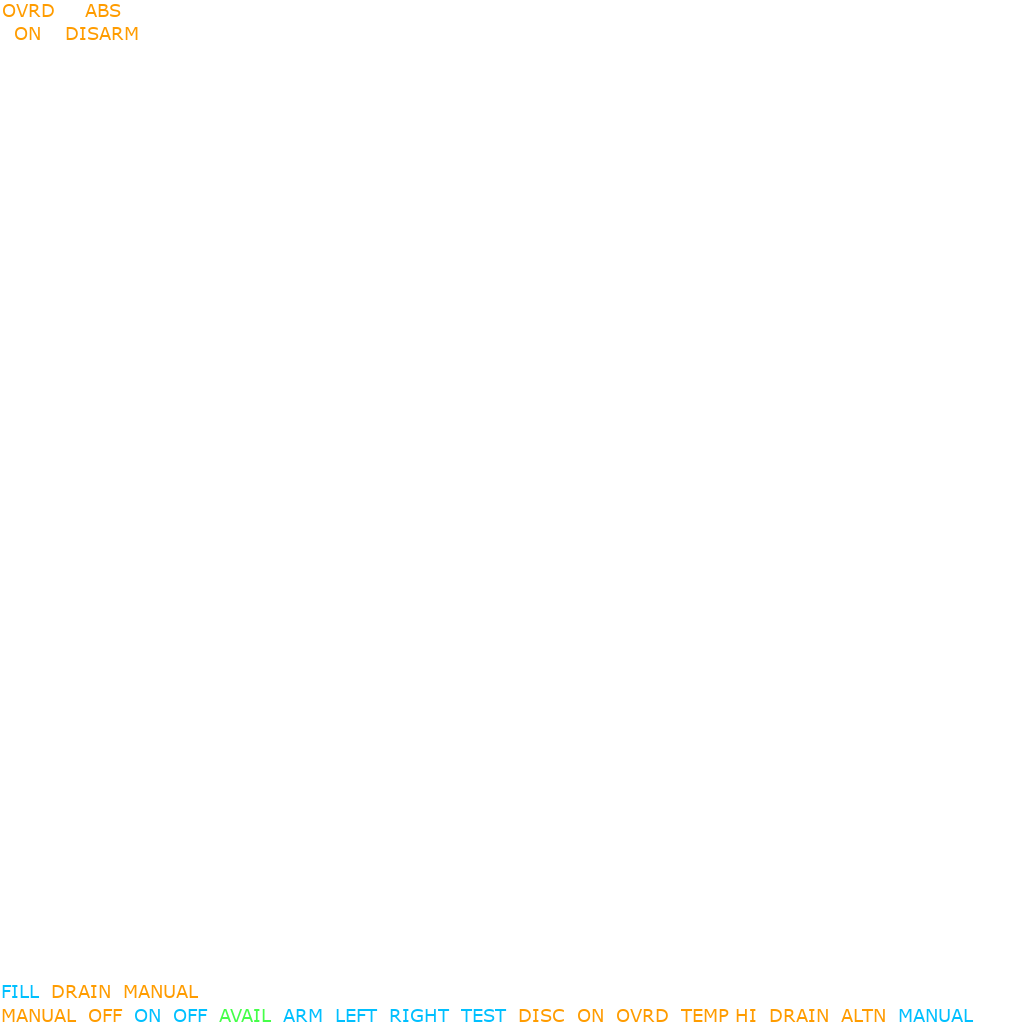 OVRD ABS
ON DISARM
FILL DRAIN MANUAL
MANUAL OFF ON OFF AVAIL ARM LEFT RIGHT TEST DISC ON OVRD TEMP HI DRAIN ALTN MANUAL